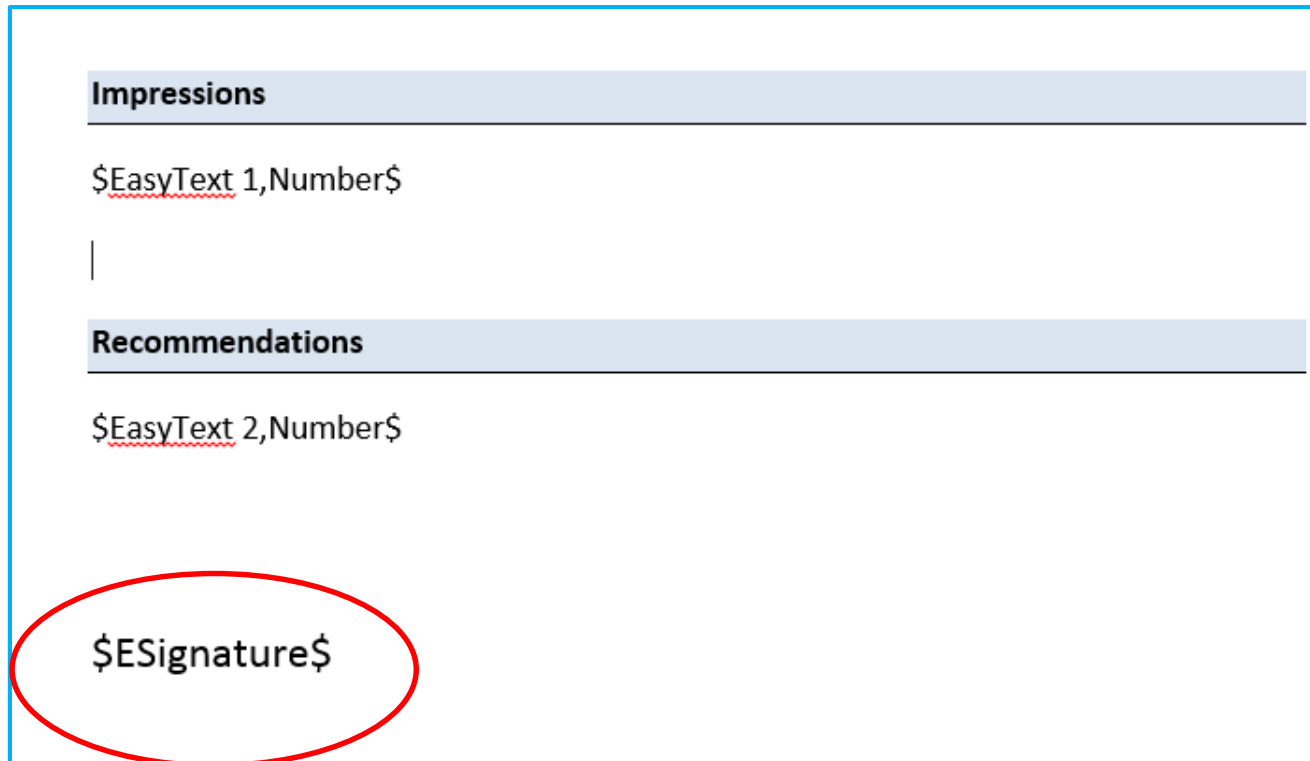 Impressions
$EasyText 1,Number$
Recommendations
$EasyText 2,Number$
$ESignature$